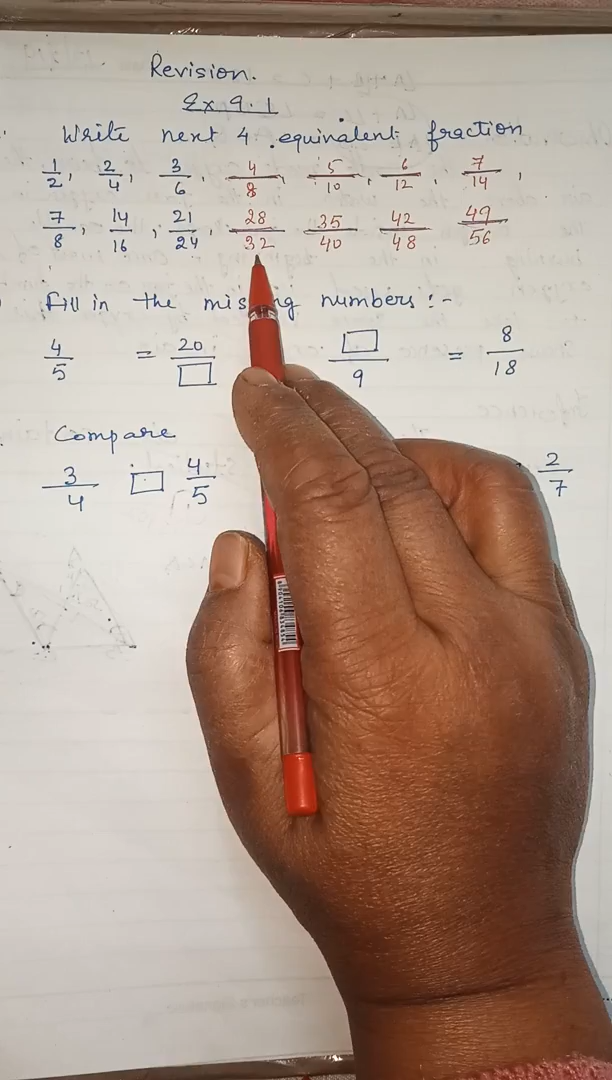 Revision.
Ex 9.1
Write next 4 equivalent fraction
1/2, 2/4, 3/6, 4/8, 5/10, 6/12, 7/14,
7/8, 14/16, 21/24, 28/32, 35/40, 42/48, 49/56
Fill in the missing numbers :-
4/5 = 20/□ □/9 = 8/18
Compare
3/4 □ 4/5 2/7